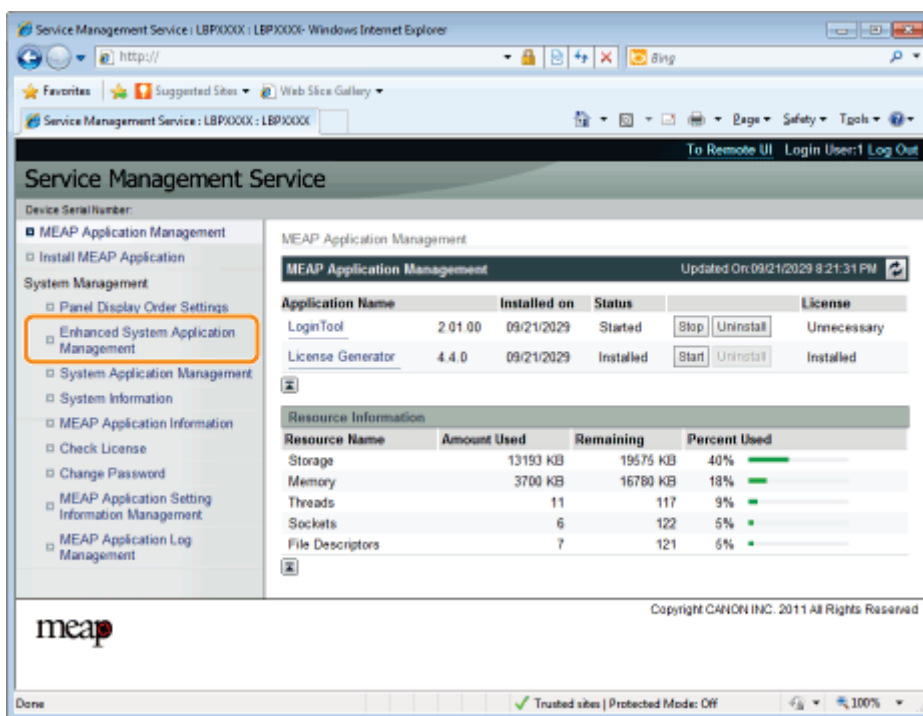 Service Management Service : LBPXXXX : LBPXXXX- Windows Internet Explorer
http://
Bing
Favorites Suggested Sites Web Slice Gallery
Service Management Service : LBPXXXX : LBPXXXX
Page Safety Tools
To Remote UI Login User:1 Log Out
Service Management Service
Device Serial Number:
MEAP Application Management
Install MEAP Application
System Management
Panel Display Order Settings
Enhanced System Application
Management
System Application Management
System Information
MEAP Application Information
Check License
Change Password
MEAP Application Setting
Information Management
MEAP Application Log
Management
MEAP Application Management
MEAP Application Management Updated On:09/21/2029 8:21:31 PM
Application Name Installed on Status License
LoginTool 2.01.00 09/21/2029 Started Stop Uninstall Unnecessary
License Generator 4.4.0 09/21/2029 Installed Start Uninstall Installed
Resource Information
Resource Name Amount Used Remaining Percent Used
Storage 13193 KB 19575 KB 40%
Memory 3700 KB 16780 KB 18%
Threads 11 117 9%
Sockets 6 122 5%
File Descriptors 7 121 6%
Copyright CANON INC. 2011 All Rights Reserved
meap
Done Trusted sites | Protected Mode: Off 100%